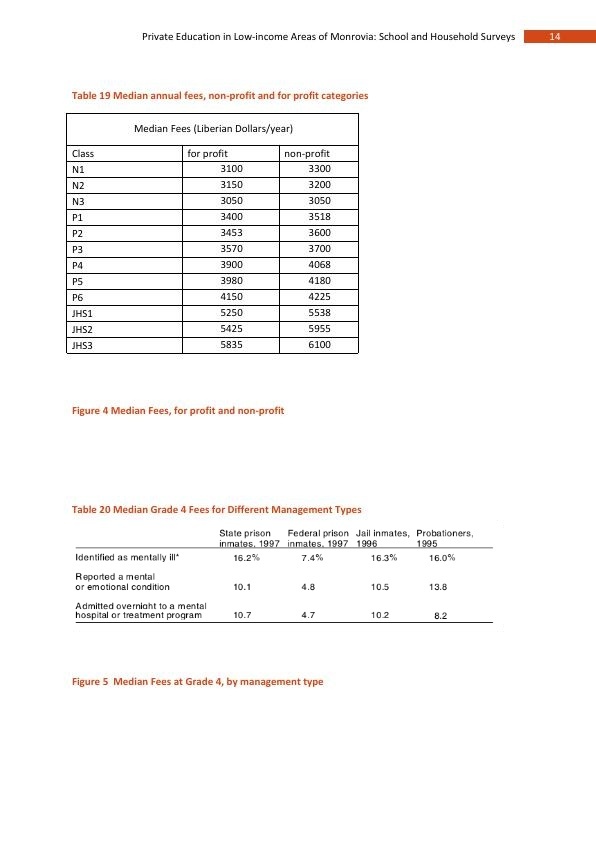 Private Education in Low-income Areas of Monrovia: School and Household Surveys 14
Table 19 Median annual fees, non-profit and for profit categories
Median Fees (Liberian Dollars/year)
Class for profit non-profit
N1 3100 3300
N2 3150 3200
N3 3050 3050
P1 3400 3518
P2 3453 3600
P3 3570 3700
P4 3900 4068
P5 3980 4180
P6 4150 4225
JHS1 5250 5538
JHS2 5425 5955
JHS3 5835 6100
Figure 4 Median Fees, for profit and non-profit
Table 20 Median Grade 4 Fees for Different Management Types
State prison Federal prison Jail inmates, Probationers,
inmates, 1997 inmates, 1997 1996 1995
Identified as mentally ill* 16.2% 7.4% 16.3% 16.0%
Reported a mental
or emotional condition 10.1 4.8 10.5 13.8
Admitted overnight to a mental
hospital or treatment program 10.7 4.7 10.2 8.2
Figure 5 Median Fees at Grade 4, by management type